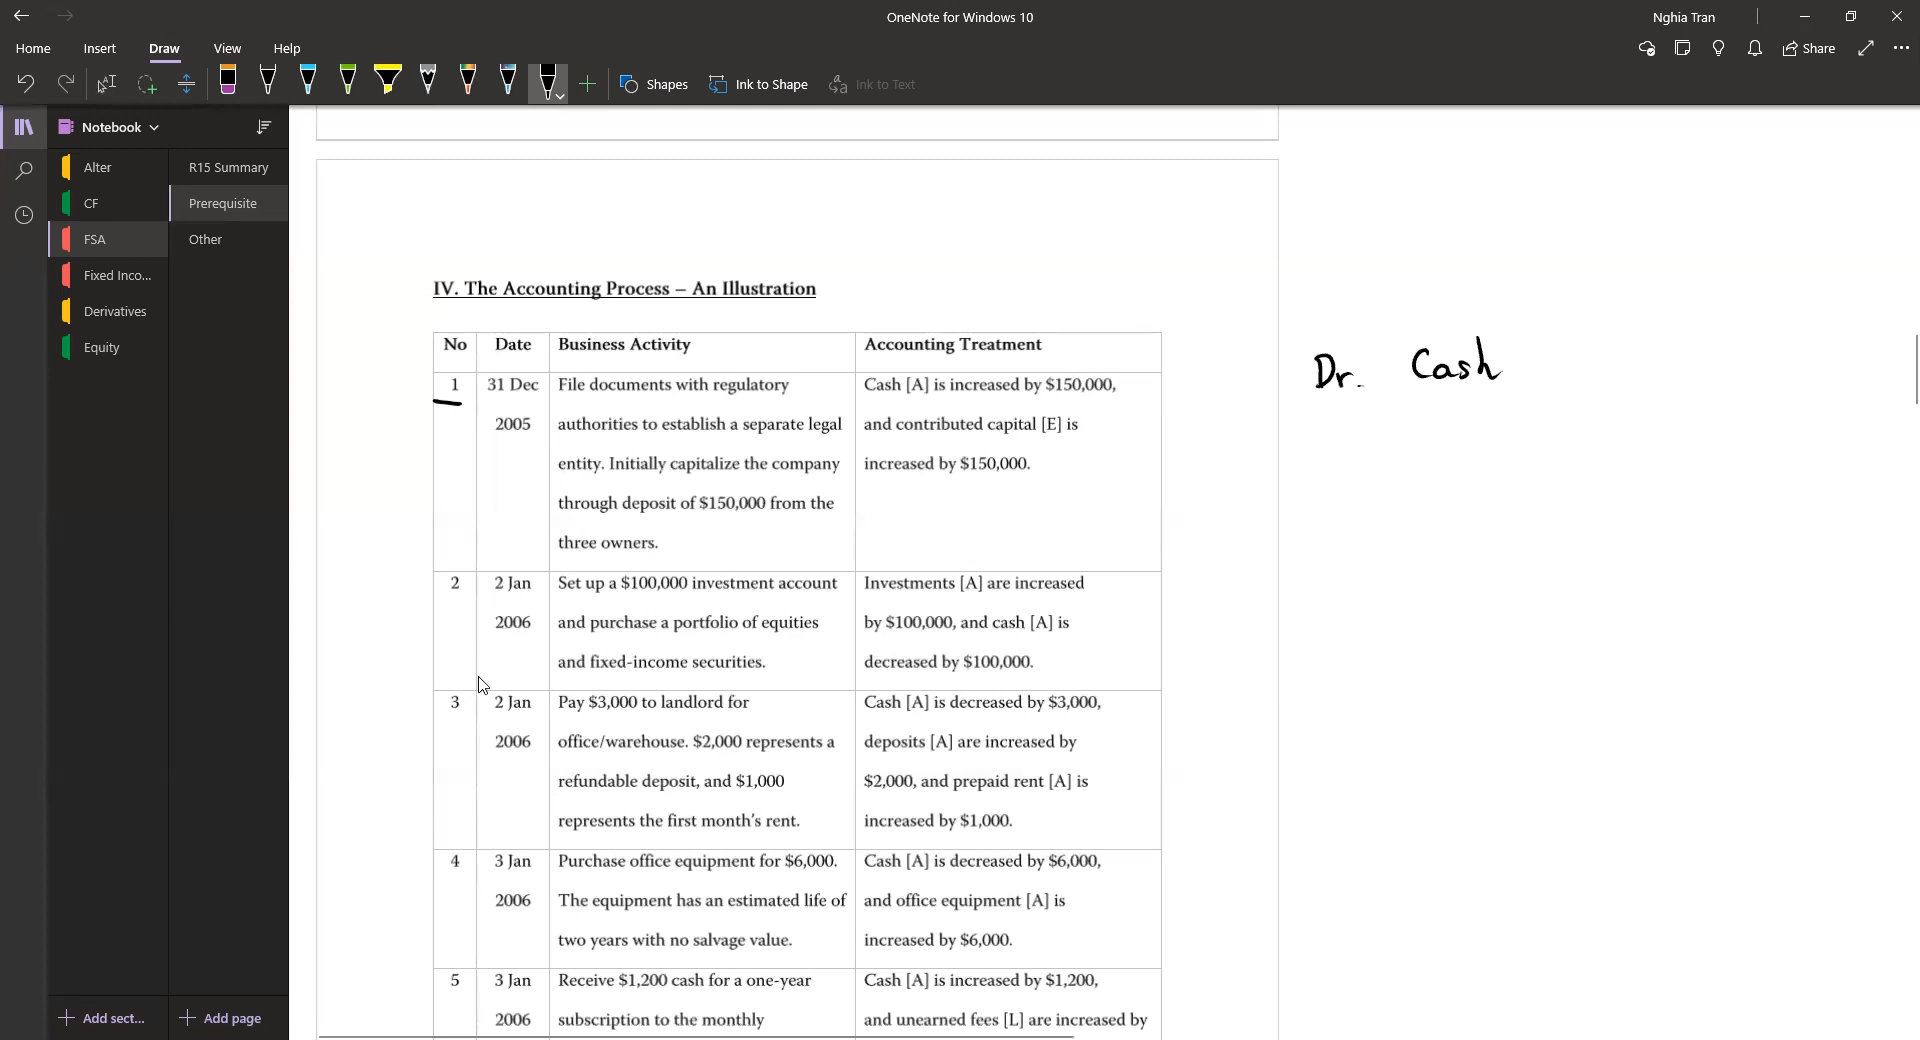 OneNote for Windows 10
Nghia Tran
Home Insert Draw View Help
Share
Shapes Ink to Shape Ink to Text
Notebook
Alter
CF
FSA
Fixed Inco...
Derivatives
Equity
Add sect...
R15 Summary
Prerequisite
Other
Add page
IV. The Accounting Process – An Illustration
No Date Business Activity Accounting Treatment
1 31 Dec File documents with regulatory Cash [A] is increased by $150,000,
2005 authorities to establish a separate legal and contributed capital [E] is
entity. Initially capitalize the company increased by $150,000.
through deposit of $150,000 from the
three owners.
2 2 Jan Set up a $100,000 investment account Investments [A] are increased
2006 and purchase a portfolio of equities by $100,000, and cash [A] is
and fixed-income securities. decreased by $100,000.
3 2 Jan Pay $3,000 to landlord for Cash [A] is decreased by $3,000,
2006 office/warehouse. $2,000 represents a deposits [A] are increased by
refundable deposit, and $1,000 $2,000, and prepaid rent [A] is
represents the first month's rent. increased by $1,000.
4 3 Jan Purchase office equipment for $6,000. Cash [A] is decreased by $6,000,
2006 The equipment has an estimated life of and office equipment [A] is
two years with no salvage value. increased by $6,000.
5 3 Jan Receive $1,200 cash for a one-year Cash [A] is increased by $1,200,
2006 subscription to the monthly and unearned fees [L] are increased by
Dr. Cash